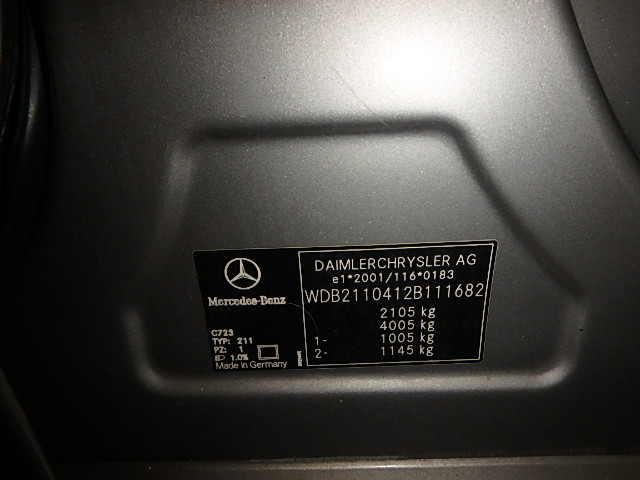 Mercedes-Benz
C723
TYP: 211
PZ: 1
1.0%
Made in Germany
DAIMLERCHRYSLER AG
e1*2001/116*0183
WDB2110412B111682
2105 kg
4005 kg
1- 1005 kg
2- 1145 kg